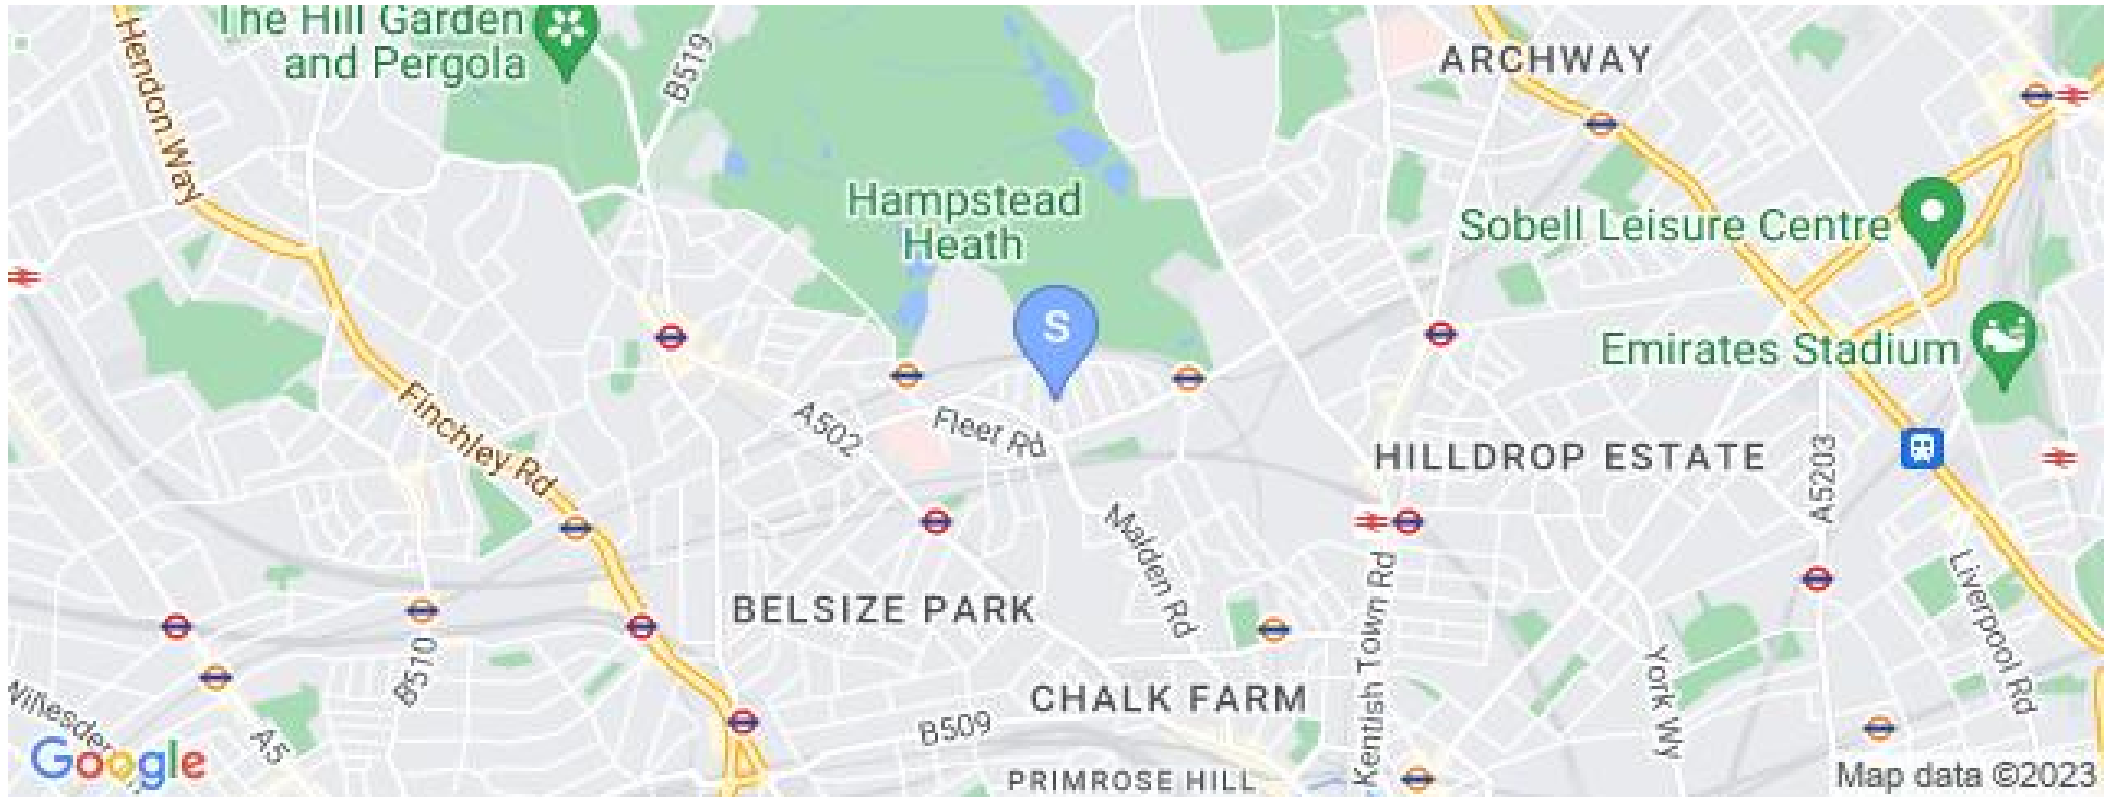 The Hill Garden
and Pergola
Hendon Way
B519
ARCHWAY
Hampstead
Heath
Sobell Leisure Centre
S
Emirates Stadium
Finchley Rd
A502
Fleet Rd
HILLDROP ESTATE
A5203
Malden Rd
Kentish Town Rd
Liverpool Rd
BELSIZE PARK
B510
York Wy
CHALK FARM
B509
Willesden
A5
Google
PRIMROSE HILL
Map data ©2023